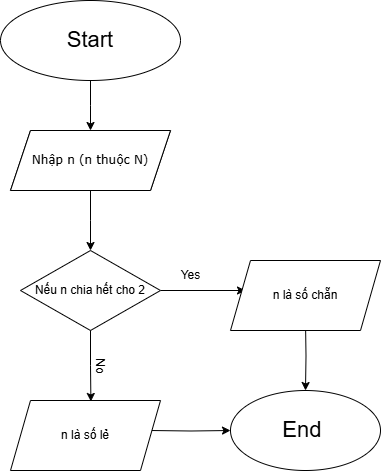 Start
Nhập n (n thuộc N)
Nếu n chia hết cho 2
Yes
n là số chẵn
No
n là số lẻ
End